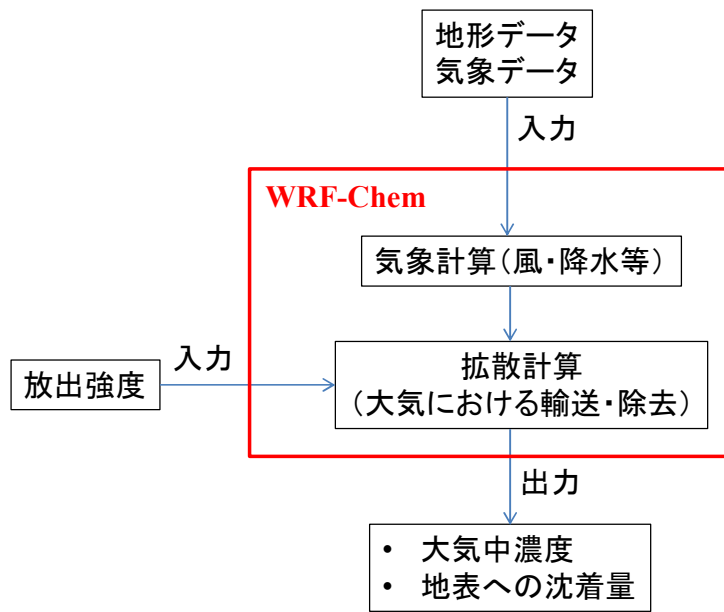 地形データ
気象データ
入力
WRF-Chem
気象計算(風・降水等)
入力
放出強度
拡散計算
(大気における輸送・除去)
出力
• 大気中濃度
• 地表への沈着量